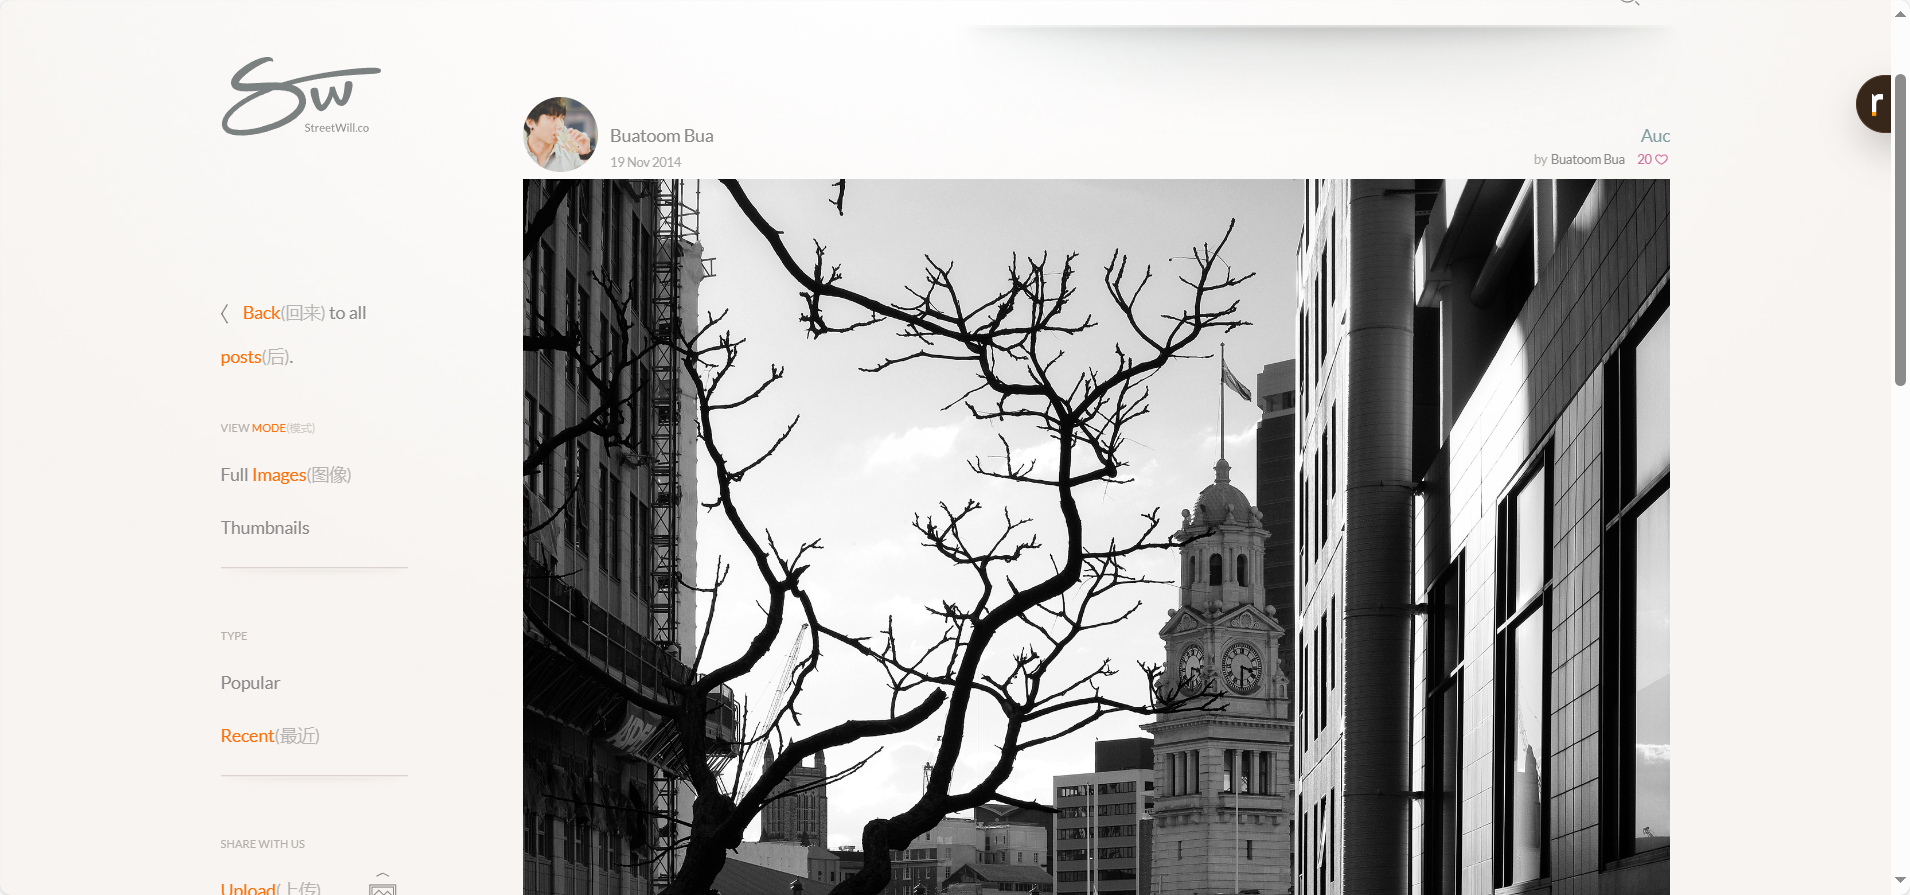 StreetWill.co
Buatoom Bua
19 Nov 2014
Auc
by Buatoom Bua 20
Back(回来) to all
posts(后).
VIEW MODE(模式)
Full Images(图像)
Thumbnails
TYPE
Popular
Recent(最近)
SHARE WITH US
Upload(上传)
r